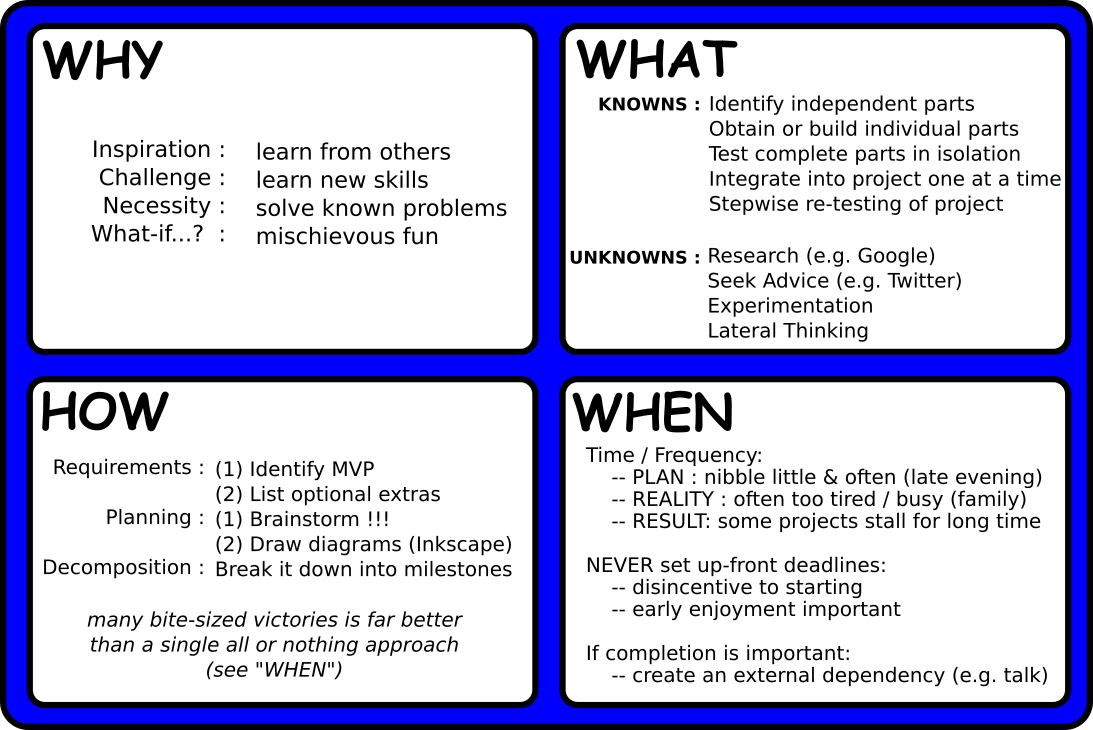 WHY
Inspiration : learn from others
Challenge : learn new skills
Necessity : solve known problems
What-if...? : mischievous fun
WHAT
KNOWNS : Identify independent parts
Obtain or build individual parts
Test complete parts in isolation
Integrate into project one at a time
Stepwise re-testing of project
UNKNOWNS : Research (e.g. Google)
Seek Advice (e.g. Twitter)
Experimentation
Lateral Thinking
HOW
Requirements : (1) Identify MVP
(2) List optional extras
Planning : (1) Brainstorm !!!
(2) Draw diagrams (Inkscape)
Decomposition : Break it down into milestones
many bite-sized victories is far better
than a single all or nothing approach
(see "WHEN")
WHEN
Time / Frequency:
-- PLAN : nibble little & often (late evening)
-- REALITY : often too tired / busy (family)
-- RESULT: some projects stall for long time
NEVER set up-front deadlines:
-- disincentive to starting
-- early enjoyment important
If completion is important:
-- create an external dependency (e.g. talk)